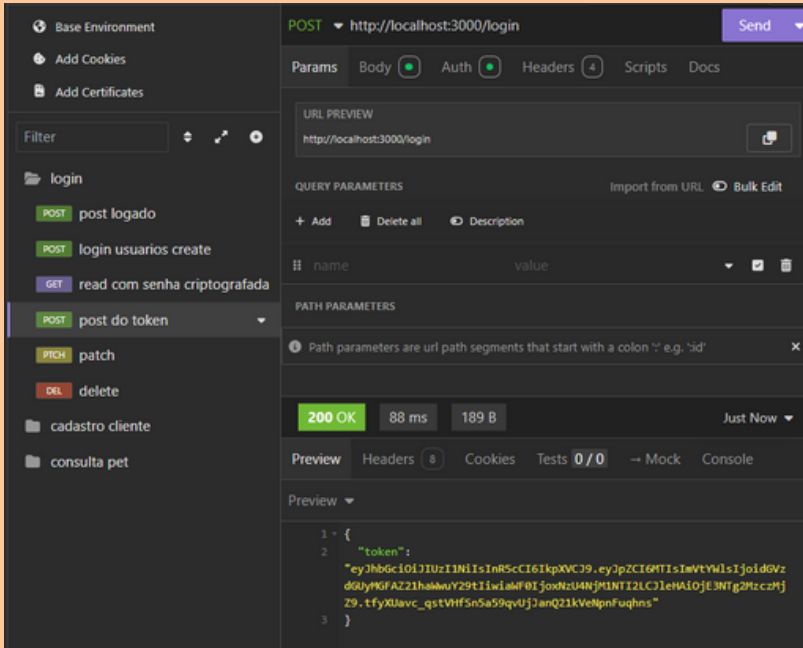 Base Environment
Add Cookies
Add Certificates
Filter
login
POST post logado
POST login usuarios create
GET read com senha criptografada
POST post do token
PTCH patch
DEL delete
cadastro cliente
consulta pet
POST http://localhost:3000/login Send
Params Body Auth Headers 4 Scripts Docs
URL PREVIEW
http://localhost:3000/login
QUERY PARAMETERS Import from URL Bulk Edit
+ Add Delete all Description
name value
PATH PARAMETERS
Path parameters are url path segments that start with a colon ':' e.g. ':id'
200 OK 88 ms 189 B Just Now
Preview Headers 8 Cookies Tests 0 / 0 → Mock Console
Preview
1 {
2 "token":
3 }